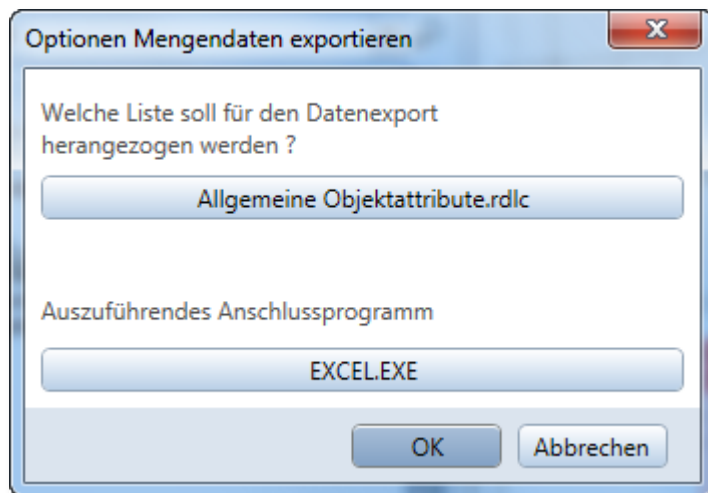 Optionen Mengendaten exportieren
Welche Liste soll für den Datenexport
herangezogen werden ?
Allgemeine Objektattribute.rdlc
Auszuführendes Anschlussprogramm
EXCEL.EXE
OK Abbrechen